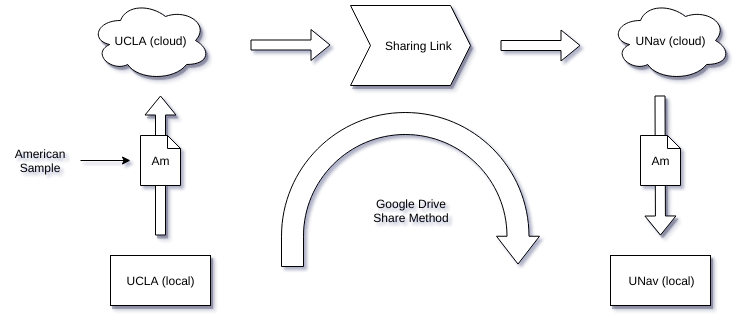 UCLA (cloud)
Sharing Link
UNav (cloud)
American
Sample
Am
Am
Google Drive
Share Method
UCLA (local)
UNav (local)